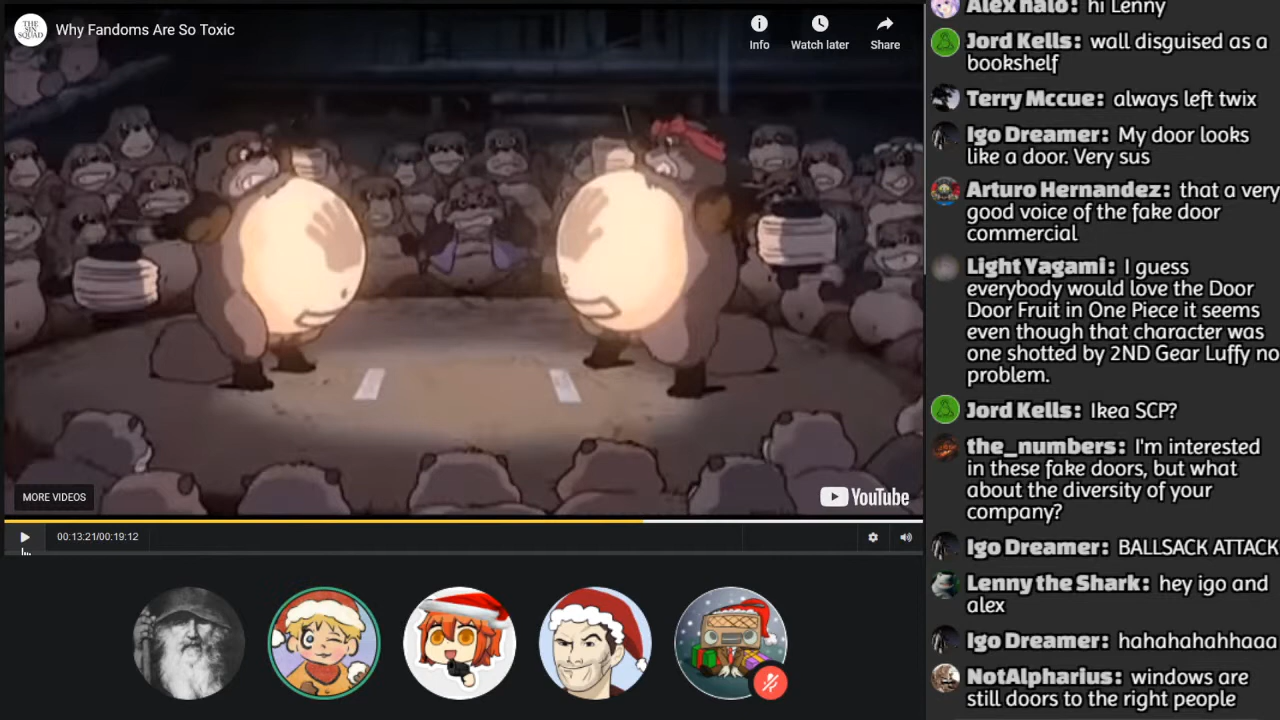 THE
SIN
SQUAD
Why Fandoms Are So Toxic
Info
Watch later
Share
MORE VIDEOS
YouTube
00:13:21/00:19:12
Alex halo: hi Lenny
Jord Kells: wall disguised as a
bookshelf
Terry Mccue: always left twix
Igo Dreamer: My door looks
like a door. Very sus
Arturo Hernandez: that a very
good voice of the fake door
commercial
Light Yagami: I guess
everybody would love the Door
Door Fruit in One Piece it seems
even though that character was
one shotted by 2ND Gear Luffy no
problem.
Jord Kells: Ikea SCP?
the_numbers: I'm interested
in these fake doors, but what
about the diversity of your
company?
Igo Dreamer: BALLSACK ATTACK
Lenny the Shark: hey igo and
alex
Igo Dreamer: hahahahahhaaa
NotAlpharius: windows are
still doors to the right people